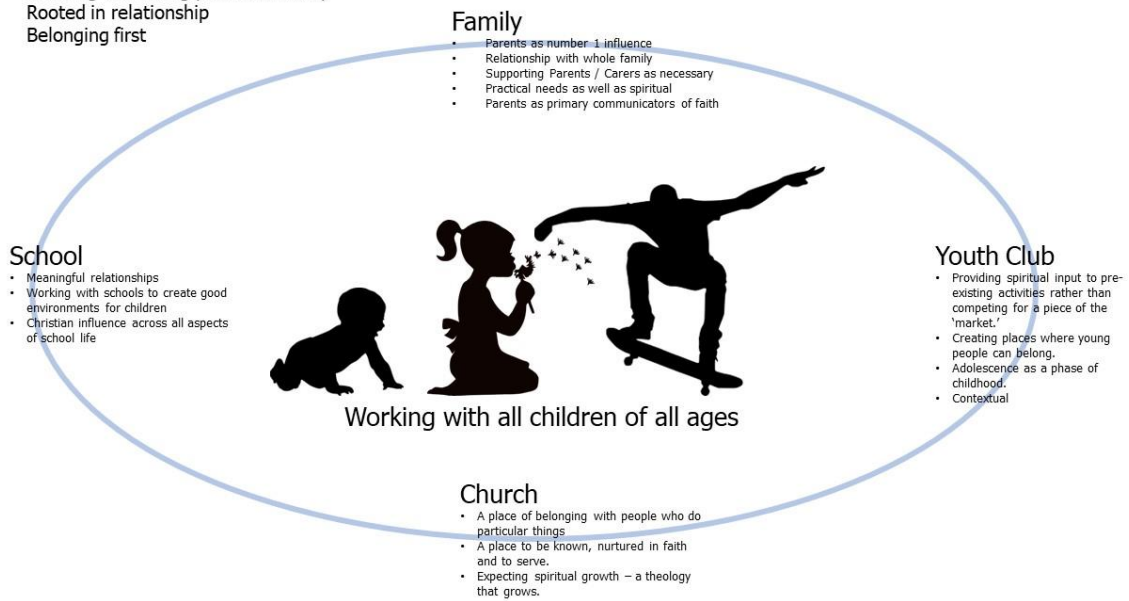 Rooted in relationship
Belonging first
Family
▪ Parents as number 1 influence
▪ Relationship with whole family
▪ Supporting Parents / Carers as necessary
▪ Practical needs as well as spiritual
▪ Parents as primary communicators of faith
School
• Meaningful relationships
• Working with schools to create good
environments for children
• Christian influence across all aspects
of school life
Youth Club
• Providing spiritual input to pre-
existing activities rather than
competing for a piece of the
‘market.’
• Creating places where young
people can belong.
• Adolescence as a phase of
childhood.
• Contextual
Working with all children of all ages
Church
• A place of belonging with people who do
particular things
• A place to be known, nurtured in faith
and to serve.
• Expecting spiritual growth – a theology
that grows.